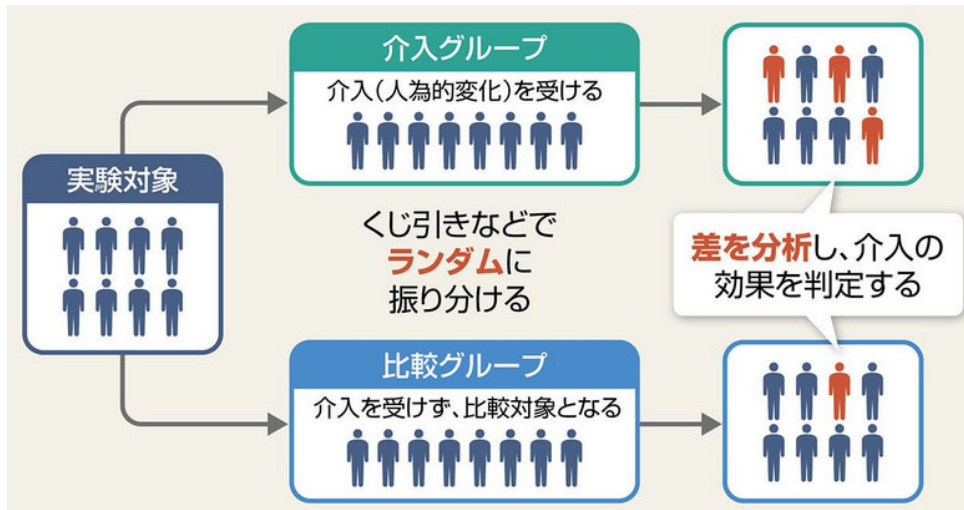 実験対象
介入グループ
介入(人為的変化)を受ける
くじ引きなどで
ランダムに
振り分ける
比較グループ
介入を受けず、比較対象となる
差を分析し、介入の
効果を判定する